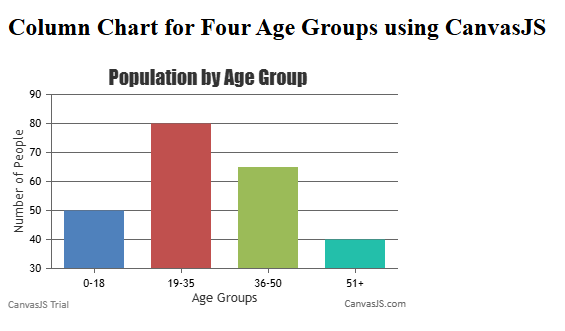 Column Chart for Four Age Groups using CanvasJS
Population by Age Group
Number of People
90
80
70
60
50
40
30
0-18 19-35 36-50 51+
Age Groups
CanvasJS Trial
CanvasJS.com